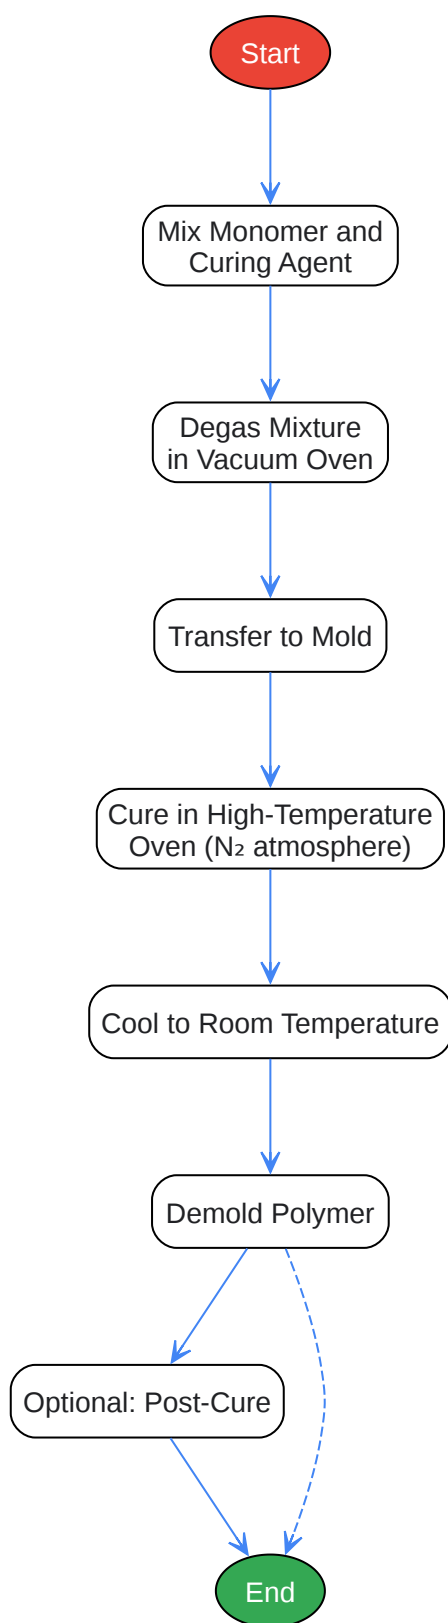 Start
Mix Monomer and
Curing Agent
Degas Mixture
in Vacuum Oven
Transfer to Mold
Cure in High-Temperature
Oven (N₂ atmosphere)
Cool to Room Temperature
Demold Polymer
Optional: Post-Cure
End